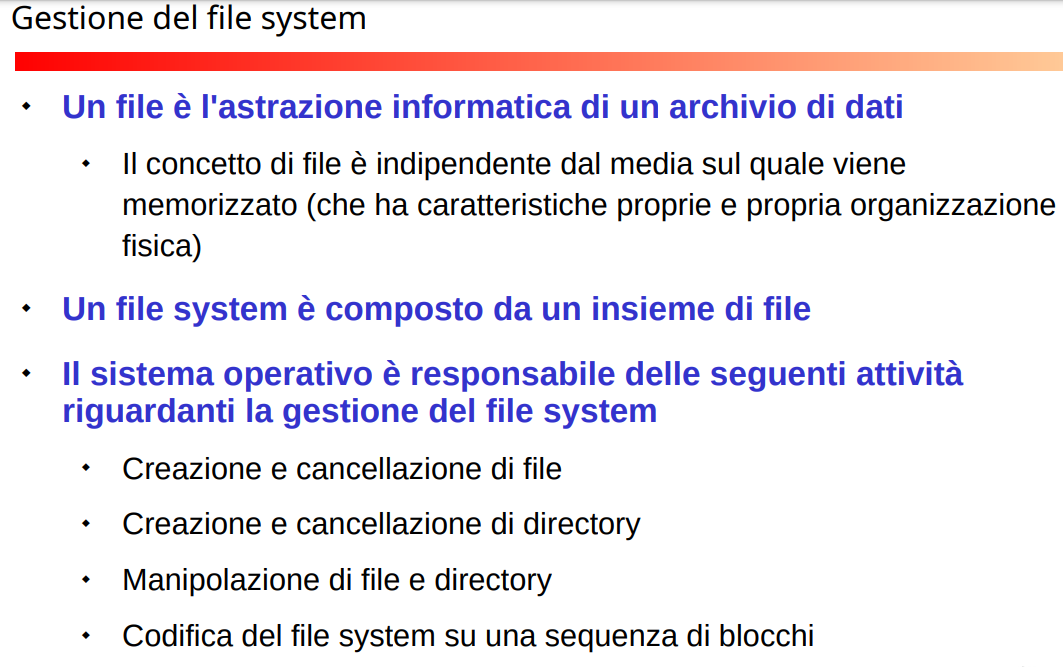 Gestione del file system
Un file è l'astrazione informatica di un archivio di dati
Il concetto di file è indipendente dal media sul quale viene
memorizzato (che ha caratteristiche proprie e propria organizzazione
fisica)
Un file system è composto da un insieme di file
Il sistema operativo è responsabile delle seguenti attività
riguardanti la gestione del file system
Creazione e cancellazione di file
Creazione e cancellazione di directory
Manipolazione di file e directory
Codifica del file system su una sequenza di blocchi